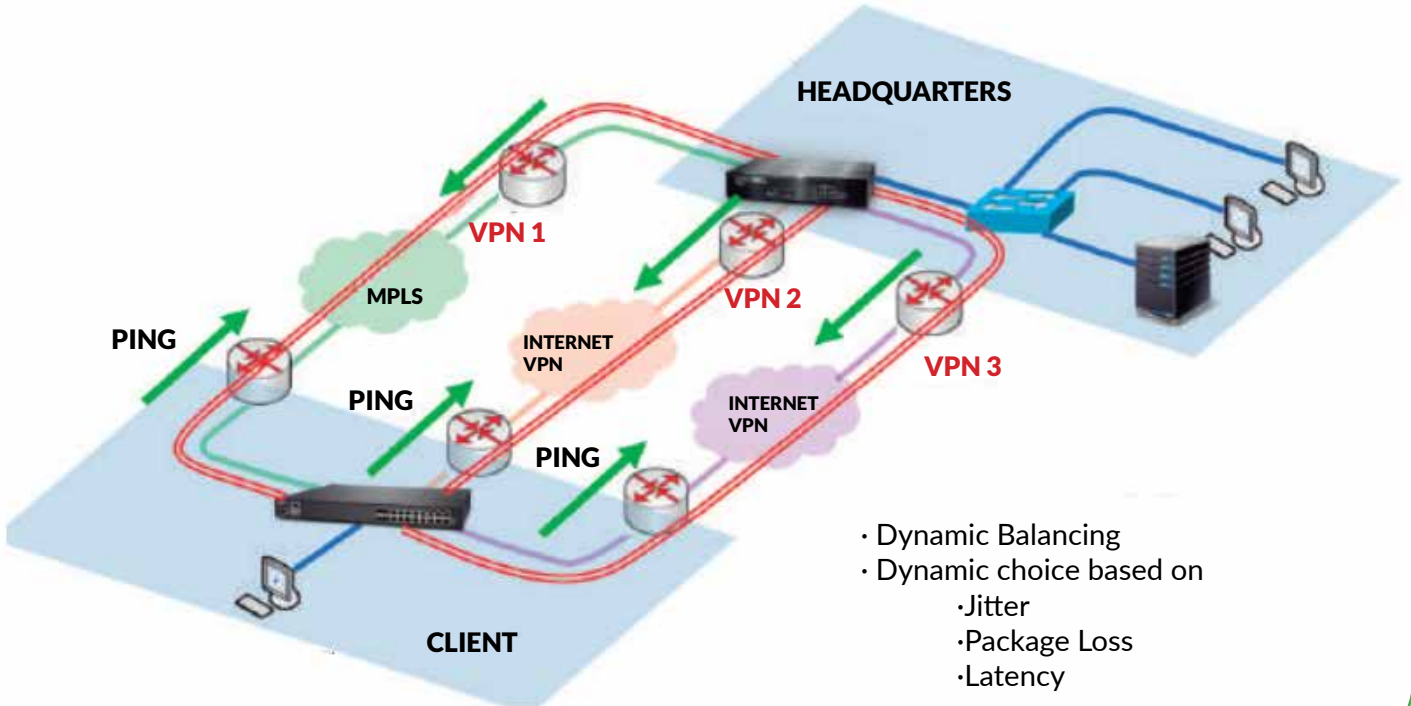 HEADQUARTERS
VPN 1
VPN 2
MPLS
PING
INTERNET
VPN
VPN 3
PING
INTERNET
VPN
PING
· Dynamic Balancing
· Dynamic choice based on
·Jitter
·Package Loss
·Latency
CLIENT